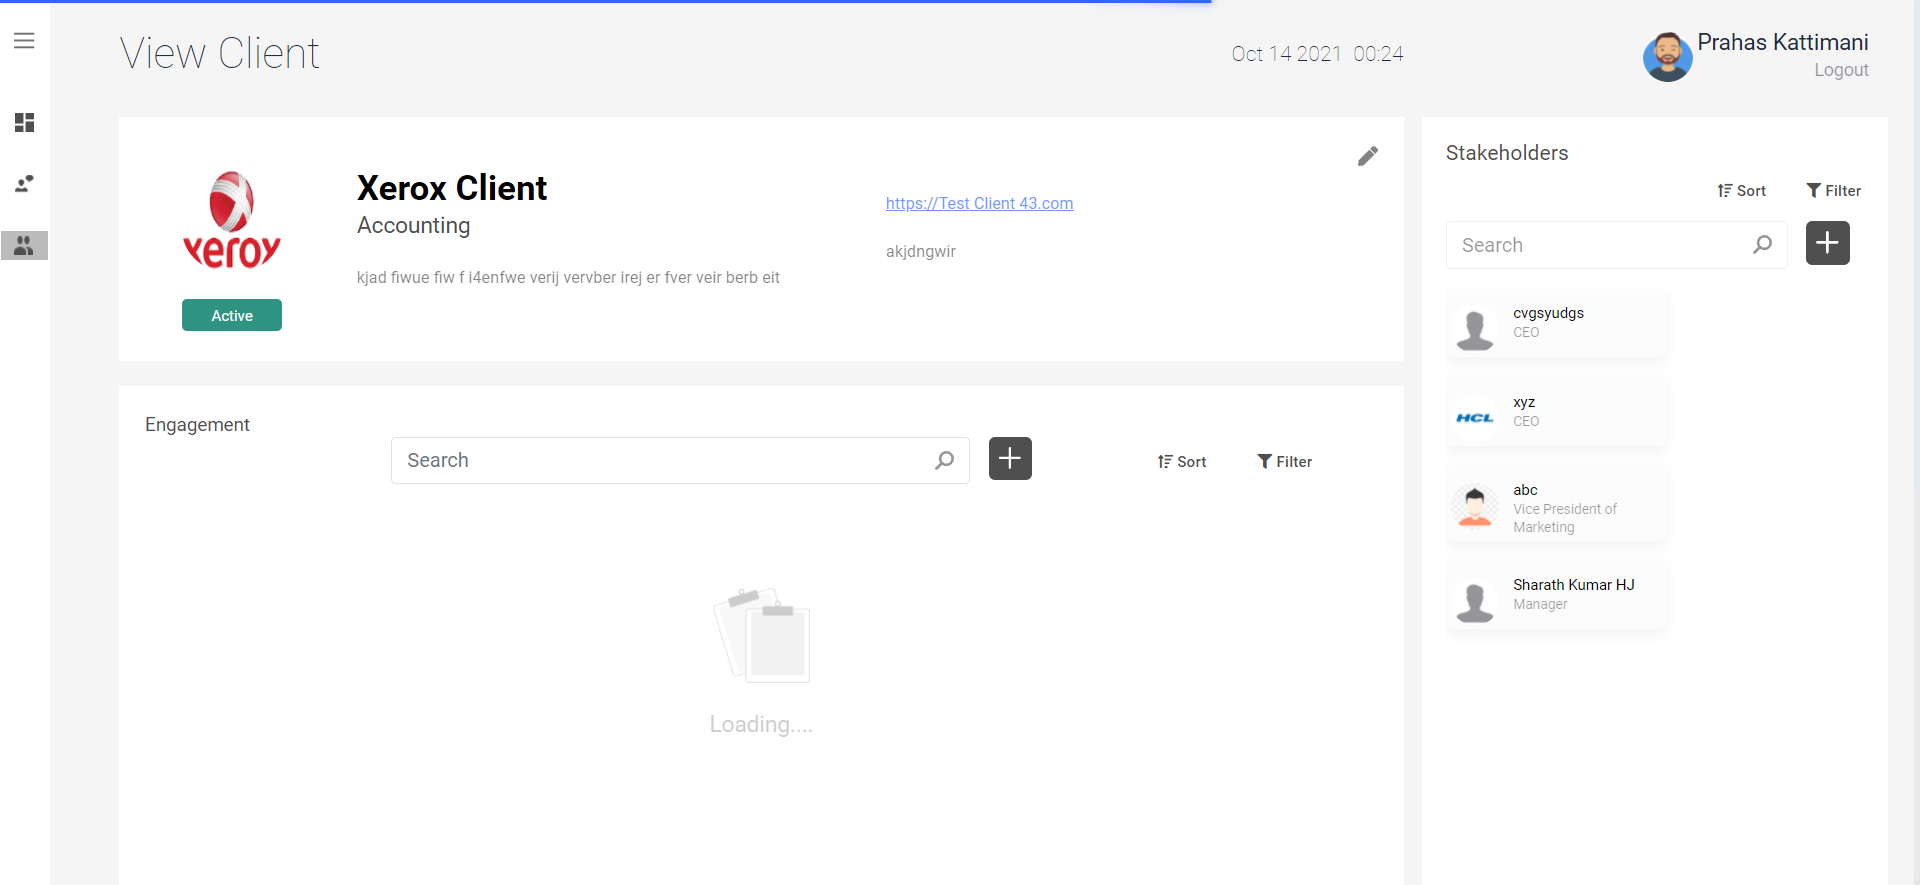 View Client
Oct 14 2021 00:24
Prahas Kattimani
Logout
xeroy
Active
Xerox Client
Accounting
kjad fiwue fiw f i4enfwe verij vervber irej er fver veir berb eit
https://Test Client 43.com
akjdngwir
Engagement
Search
Sort
Filter
Loading....
Stakeholders
Sort
Filter
Search
cvgsyudgs
CEO
HCL
xyz
CEO
abc
Vice President of
Marketing
Sharath Kumar HJ
Manager